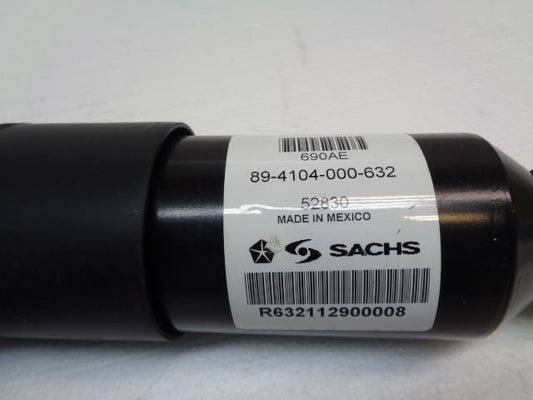 690AE
89-4104-000-632
52830
MADE IN MEXICO
SACHS
R632112900008